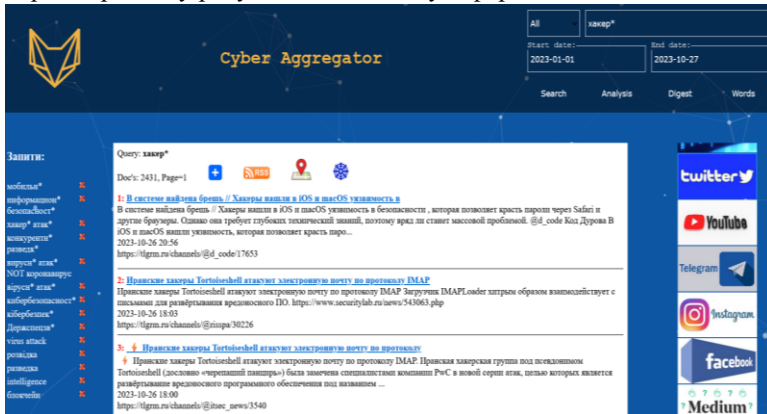 All
хакер*
Cyber Aggregator
Start date:
2023-01-01
End date:
2023-10-27
Search Analysis Digest Words
Запити:
мобильн* x
информацион* x
безопасност*
хакер* атак* x
конкурентн* x
разведк*
вирусн* атак* x
NOT коронавирус
вірусн* атак* x
кибербезопасност* x
кібербезпек* x
Держспецзв* x
virus attack x
розвідка x
разведка x
intelligence x
блокчейн x
Query: хакер*
Doc's: 2431, Page=1
RSS
1: В системе найдена брешь // Хакеры нашли в iOS и macOS уязвимость в
В системе найдена брешь // Хакеры нашли в iOS и macOS уязвимость в безопасности , которая позволяет красть пароли через Safari и
другие браузеры. Однако она требует глубоких технический знаний, поэтому вряд ли станет массовой проблемой. @d_code Код Дурова В
iOS и macOS нашли уязвимость, которая позволяет красть паро...
2023-10-26 20:56
https://tlgrm.ru/channels/@d_code/17653
2: Иранские хакеры Tortoiseshell атакуют электронную почту по протоколу IMAP
Иранские хакеры Tortoiseshell атакуют электронную почту по протоколу IMAP Загрузчик IMAPLoader хитрым образом взаимодействует с
письмами для развёртывания вредоносного ПО. https://www.securitylab.ru/news/543063.php
2023-10-26 18:03
https://tlgrm.ru/channels/@risspa/30226
3: Иранские хакеры Tortoiseshell атакуют электронную почту по протоколу
Иранские хакеры Tortoiseshell атакуют электронную почту по протоколу IMAP. Иранская хакерская группа под псевдонимом
Tortoiseshell (дословно «черепаший панцирь») была замечена специалистами компании PwC в новой серии атак, целью которых является
развёртывание вредоносного программного обеспечения под названием ...
2023-10-26 18:00
https://tlgrm.ru/channels/@itsec_news/3540
twitter
YouTube
Telegram
Instagram
facebook
Medium